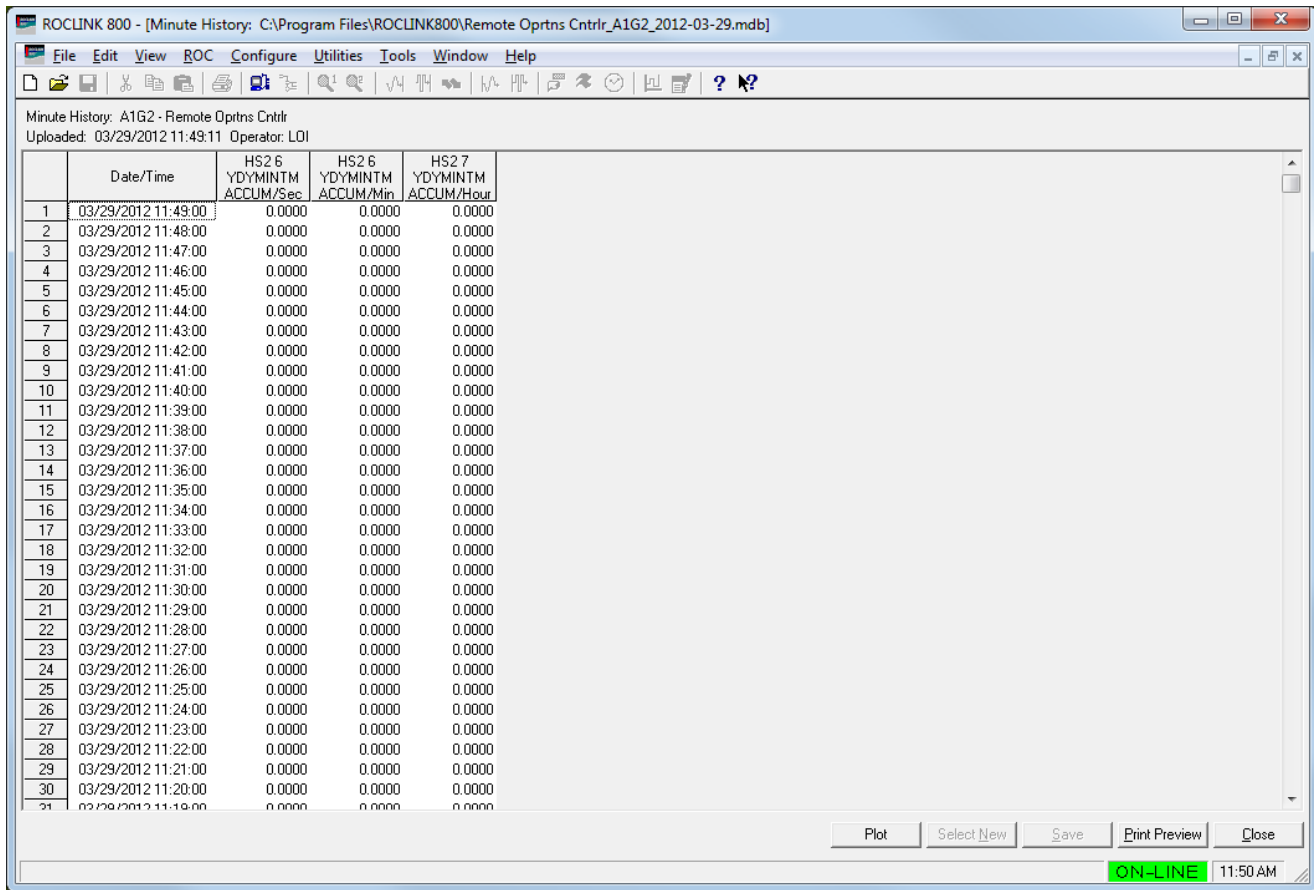 ROCLINK 800 - [Minute History: C:\Program Files\ROCLINK800\Remote Oprtns Cntrlr_A1G2_2012-03-29.mdb]
File Edit View ROC Configure Utilities Tools Window Help
Minute History: A1G2 - Remote Oprtns Cntrlr
Uploaded: 03/29/2012 11:49:11 Operator: LOI
HS2 6 HS2 6 HS2 7
Date/Time YDYMINTM YDYMINTM YDYMINTM
ACCUM/Sec ACCUM/Min ACCUM/Hour
1 03/29/2012 11:49:00 0.0000 0.0000 0.0000
2 03/29/2012 11:48:00 0.0000 0.0000 0.0000
3 03/29/2012 11:47:00 0.0000 0.0000 0.0000
4 03/29/2012 11:46:00 0.0000 0.0000 0.0000
5 03/29/2012 11:45:00 0.0000 0.0000 0.0000
6 03/29/2012 11:44:00 0.0000 0.0000 0.0000
7 03/29/2012 11:43:00 0.0000 0.0000 0.0000
8 03/29/2012 11:42:00 0.0000 0.0000 0.0000
9 03/29/2012 11:41:00 0.0000 0.0000 0.0000
10 03/29/2012 11:40:00 0.0000 0.0000 0.0000
11 03/29/2012 11:39:00 0.0000 0.0000 0.0000
12 03/29/2012 11:38:00 0.0000 0.0000 0.0000
13 03/29/2012 11:37:00 0.0000 0.0000 0.0000
14 03/29/2012 11:36:00 0.0000 0.0000 0.0000
15 03/29/2012 11:35:00 0.0000 0.0000 0.0000
16 03/29/2012 11:34:00 0.0000 0.0000 0.0000
17 03/29/2012 11:33:00 0.0000 0.0000 0.0000
18 03/29/2012 11:32:00 0.0000 0.0000 0.0000
19 03/29/2012 11:31:00 0.0000 0.0000 0.0000
20 03/29/2012 11:30:00 0.0000 0.0000 0.0000
21 03/29/2012 11:29:00 0.0000 0.0000 0.0000
22 03/29/2012 11:28:00 0.0000 0.0000 0.0000
23 03/29/2012 11:27:00 0.0000 0.0000 0.0000
24 03/29/2012 11:26:00 0.0000 0.0000 0.0000
25 03/29/2012 11:25:00 0.0000 0.0000 0.0000
26 03/29/2012 11:24:00 0.0000 0.0000 0.0000
27 03/29/2012 11:23:00 0.0000 0.0000 0.0000
28 03/29/2012 11:22:00 0.0000 0.0000 0.0000
29 03/29/2012 11:21:00 0.0000 0.0000 0.0000
30 03/29/2012 11:20:00 0.0000 0.0000 0.0000
31 03/29/2012 11:19:00 0.0000 0.0000 0.0000
Plot Select New Save Print Preview Close
ON-LINE 11:50 AM